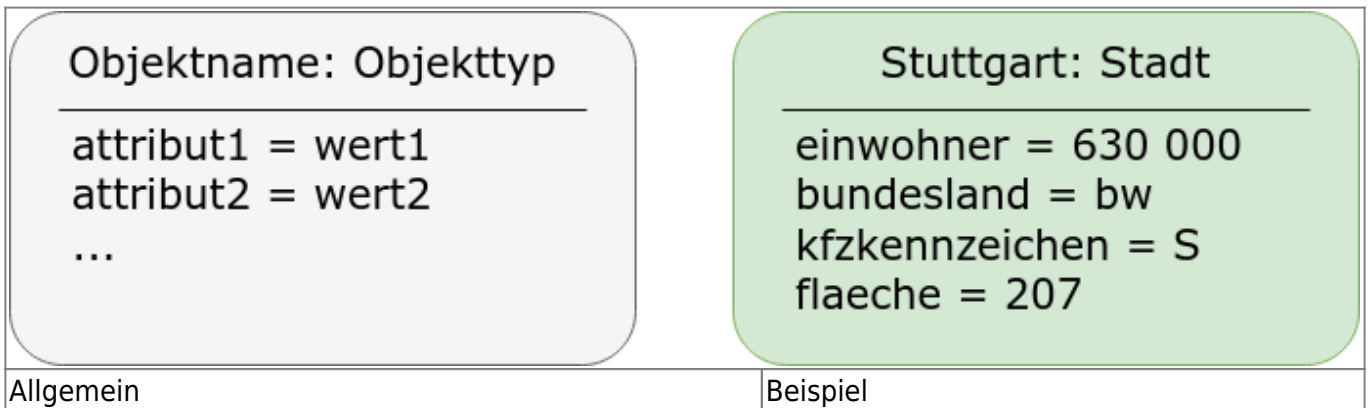 Objektname: Objekttyp
attribut1 = wert1
attribut2 = wert2
...
Stuttgart: Stadt
einwohner = 630 000
bundesland = bw
kfzkennzeichen = S
flaeche = 207
Allgemein
Beispiel